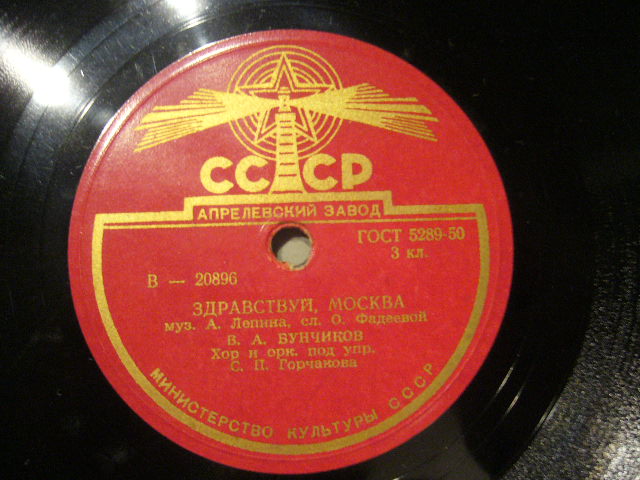 СССР
АПРЕЛЕВСКИЙ ЗАВОД
ГОСТ 5289-50
3 кл.
В — 20896
ЗДРАВСТВУЙ, МОСКВА
муз. А. Лепина, сл. О. Фадеевой
В. А. БУНЧИКОВ
Хор и орк. под упр.
С. П. Горчакова
МИНИСТЕРСТВО КУЛЬТУРЫ СССР